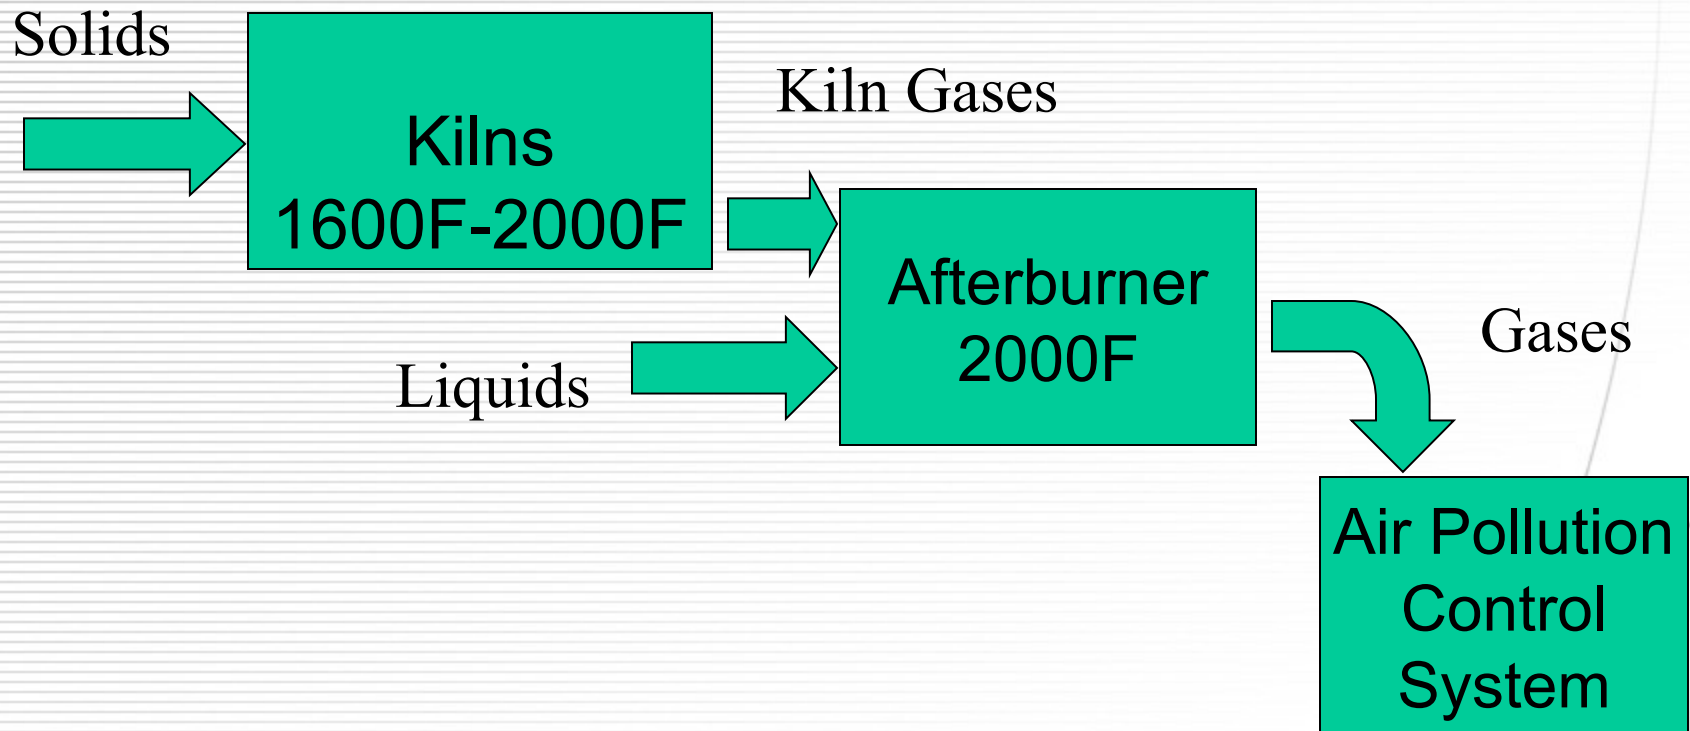 Solids
Kilns
1600F-2000F
Kiln Gases
Liquids
Afterburner
2000F
Gases
Air Pollution
Control
System